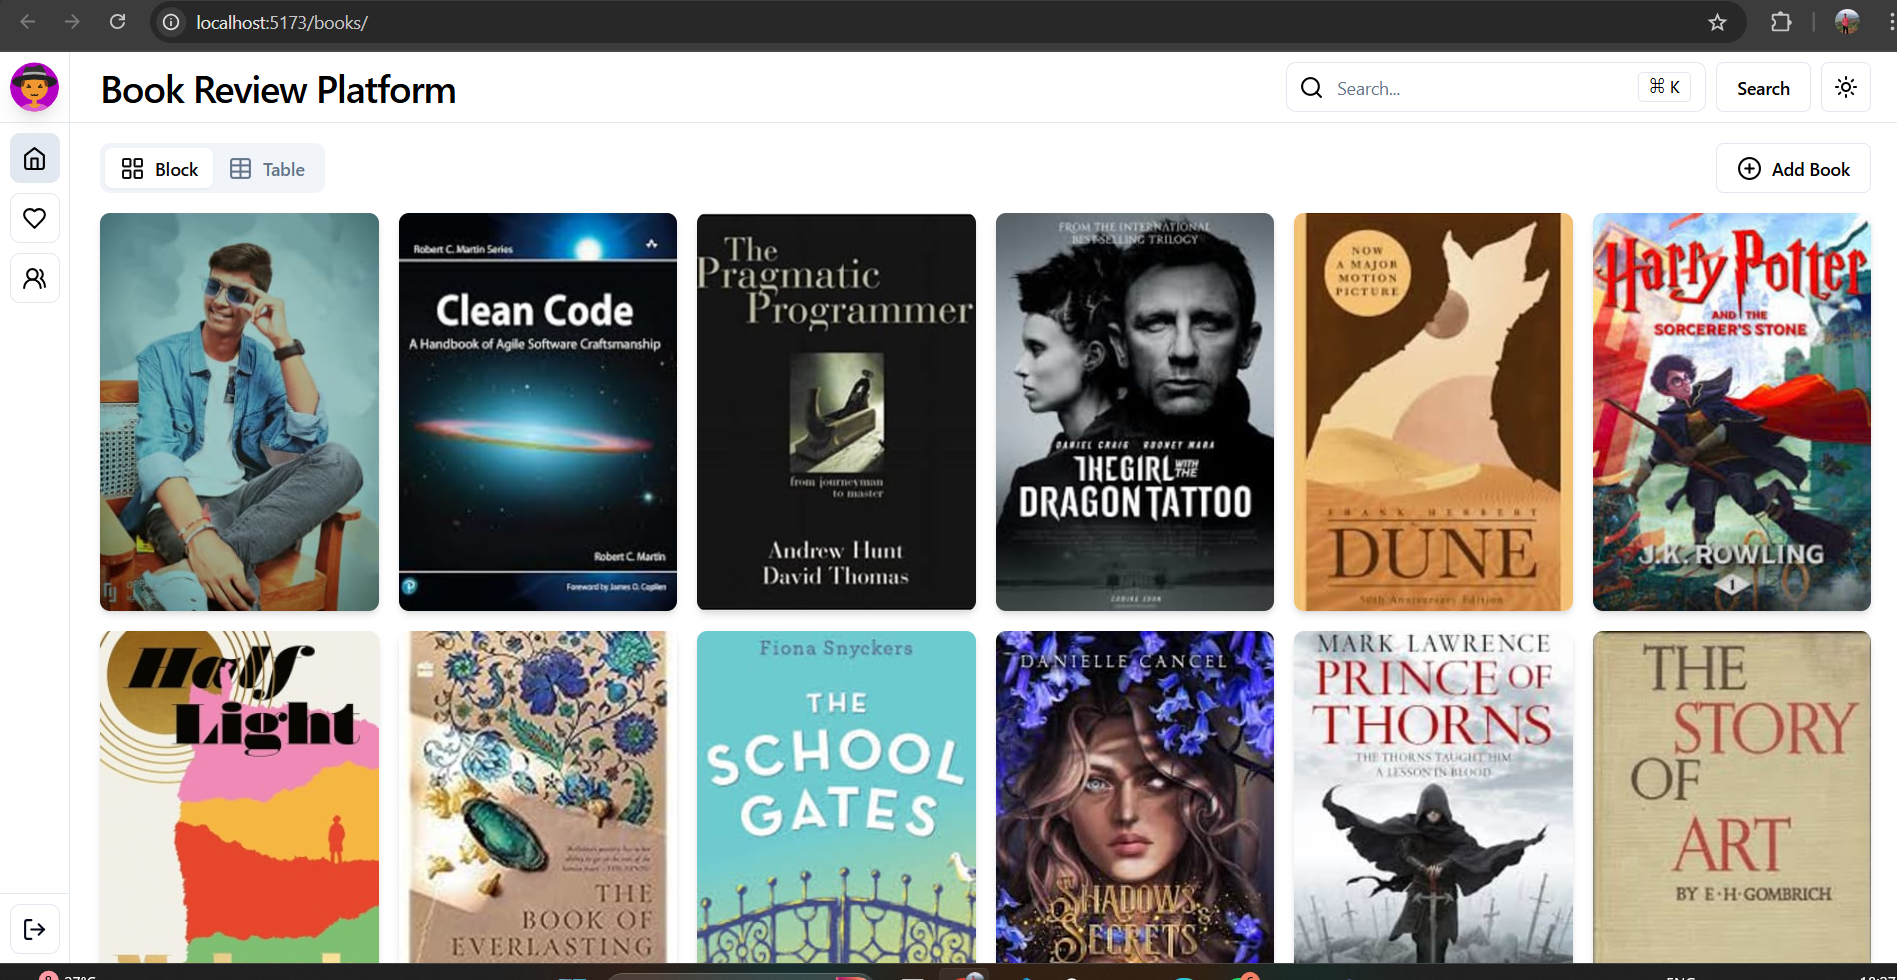 localhost:5173/books/
Book Review Platform
Search...
⌘ K
Search
Block
Table
Add Book
Robert C. Martin Series
Clean Code
A Handbook of Agile Software Craftsmanship
Robert C. Martin
Foreword by James O. Coplien
The
Pragmatic
Programmer
from journeyman
to master
Andrew Hunt
David Thomas
FROM THE INTERNATIONAL
BEST-SELLING TRILOGY
DANIEL CRAIG ROONEY MARA
THE GIRL WITH THE
DRAGON TATTOO
COMING SOON
NOW
A MAJOR
MOTION
PICTURE
FRANK HERBERT
DUNE
50th Anniversary Edition
Harry Potter
AND THE
SORCERER'S STONE
J.K. ROWLING
1
Half
Light
THE
BOOK OF
EVERLASTING
Fiona Snyckers
THE
SCHOOL
GATES
DANIELLE CANCEL
SHADOWS &
SECRETS
MARK LAWRENCE
PRINCE OF
THORNS
THE THORNS TAUGHT HIM
A LESSON IN BLOOD
THE
STORY
OF
ART
BY E·H·GOMBRICH